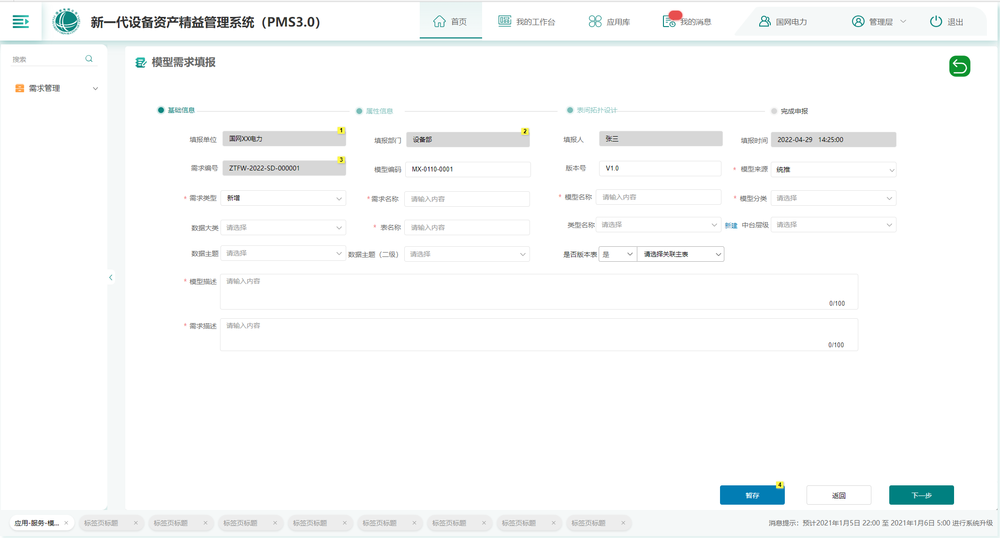 新一代设备资产精益管理系统（PMS3.0）
首页
我的工作台
应用库
我的消息
国网电力
管理层
退出
搜索
需求管理
模型需求填报
基础信息
属性信息
表间拓扑设计
完成申报
填报单位 国网XX电力 1
填报部门 设备部 2
填报人 张三
填报时间 2022-04-29 14:25:00
需求编号 ZTFW-2022-SD-000001 3
模型编码 MX-0110-0001
版本号 V1.0
* 模型来源 统推
* 需求类型 新增
*需求名称 请输入内容
* 模型名称 请输入内容
* 模型分类 请选择
数据大类 请选择
* 表名称 请输入内容
类型名称 请选择 新建
中台层级 请选择
数据主题 请选择
数据主题（二级） 请选择
是否版本表 是 请选择关联主表
* 模型描述 请输入内容
0/100
* 需求描述 请输入内容
0/100
暂存 4
返回
下一步
应用-服务-模... ×
标签页标题 ×
标签页标题 ×
标签页标题 ×
标签页标题 ×
标签页标题 ×
标签页标题 ×
标签页标题 ×
标签页标题 ×
消息提示：预计2021年1月5日 22:00 至 2021年1月6日 5:00 进行系统升级